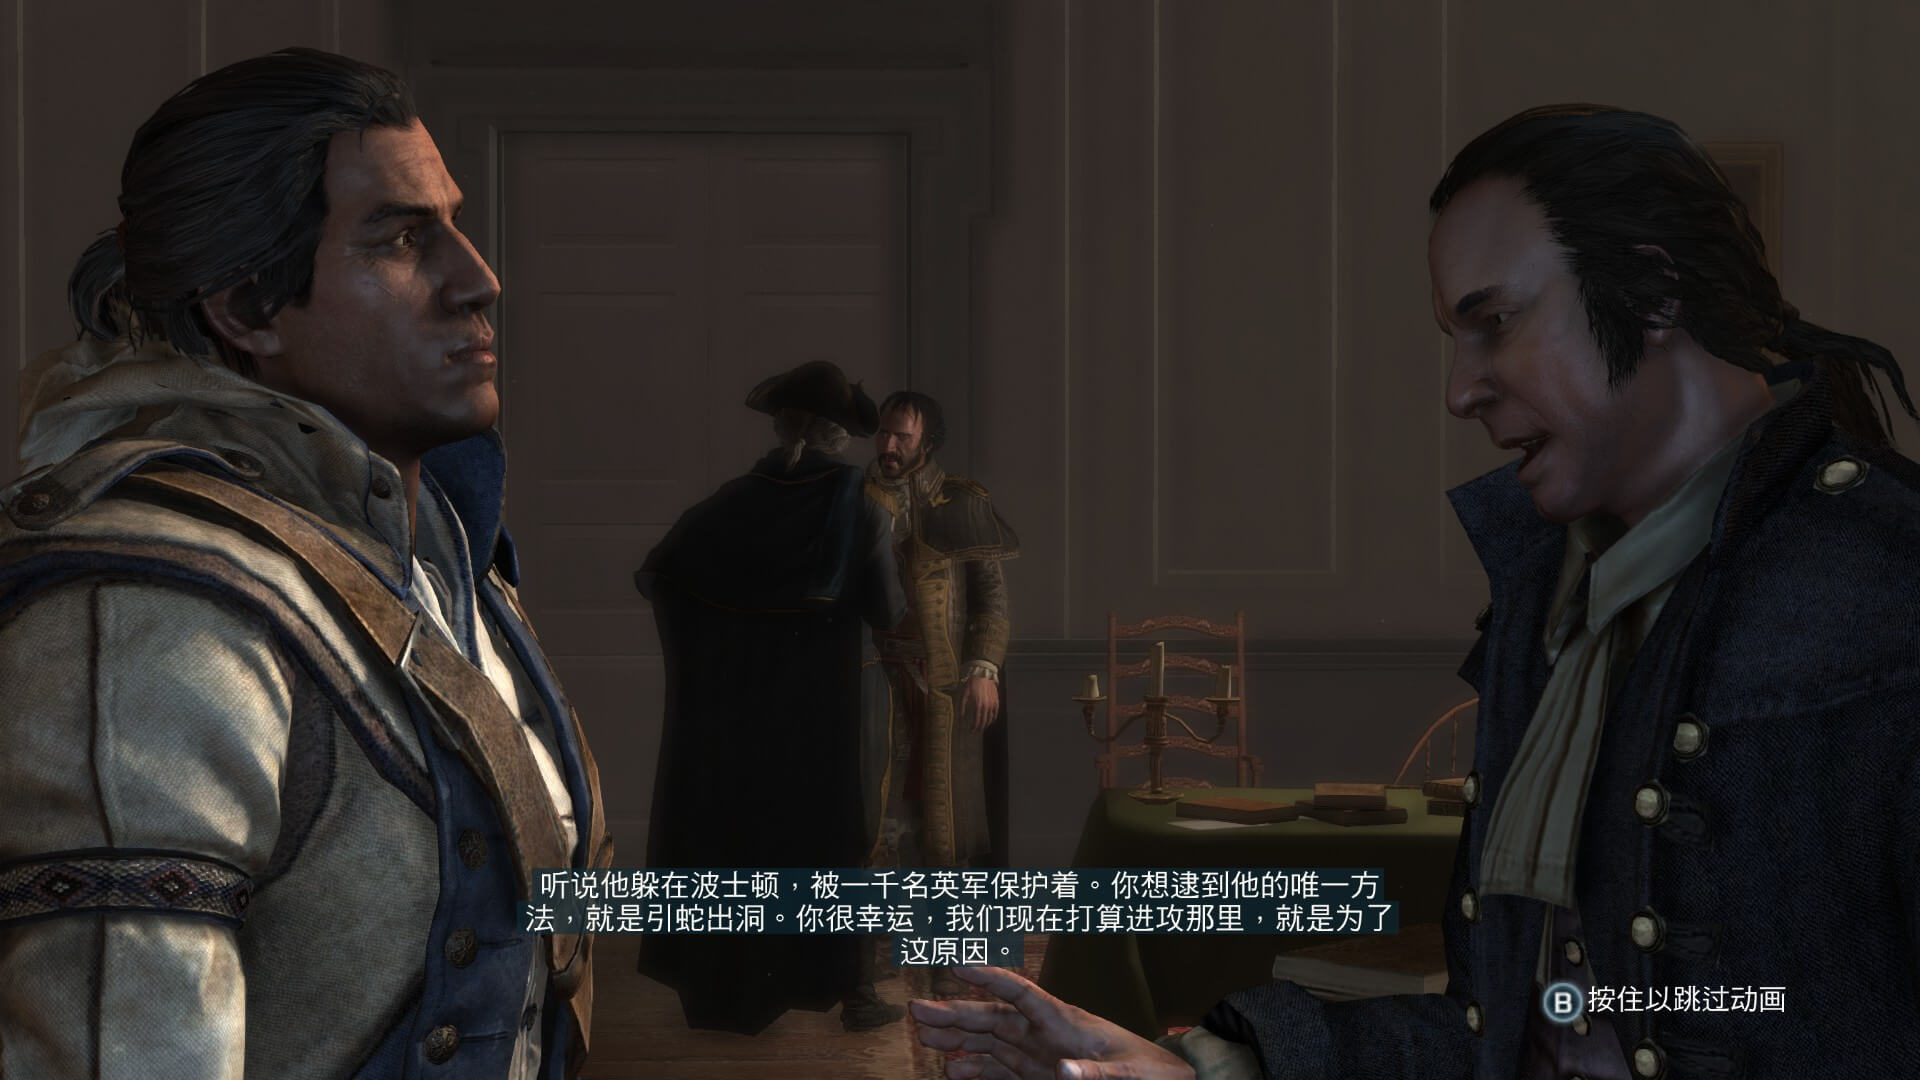 听说他躲在波士顿，被一千名英军保护着。你想逮到他的唯一方
法，就是引蛇出洞。你很幸运，我们现在打算进攻那里，就是为了
这原因。
B 按住以跳过动画